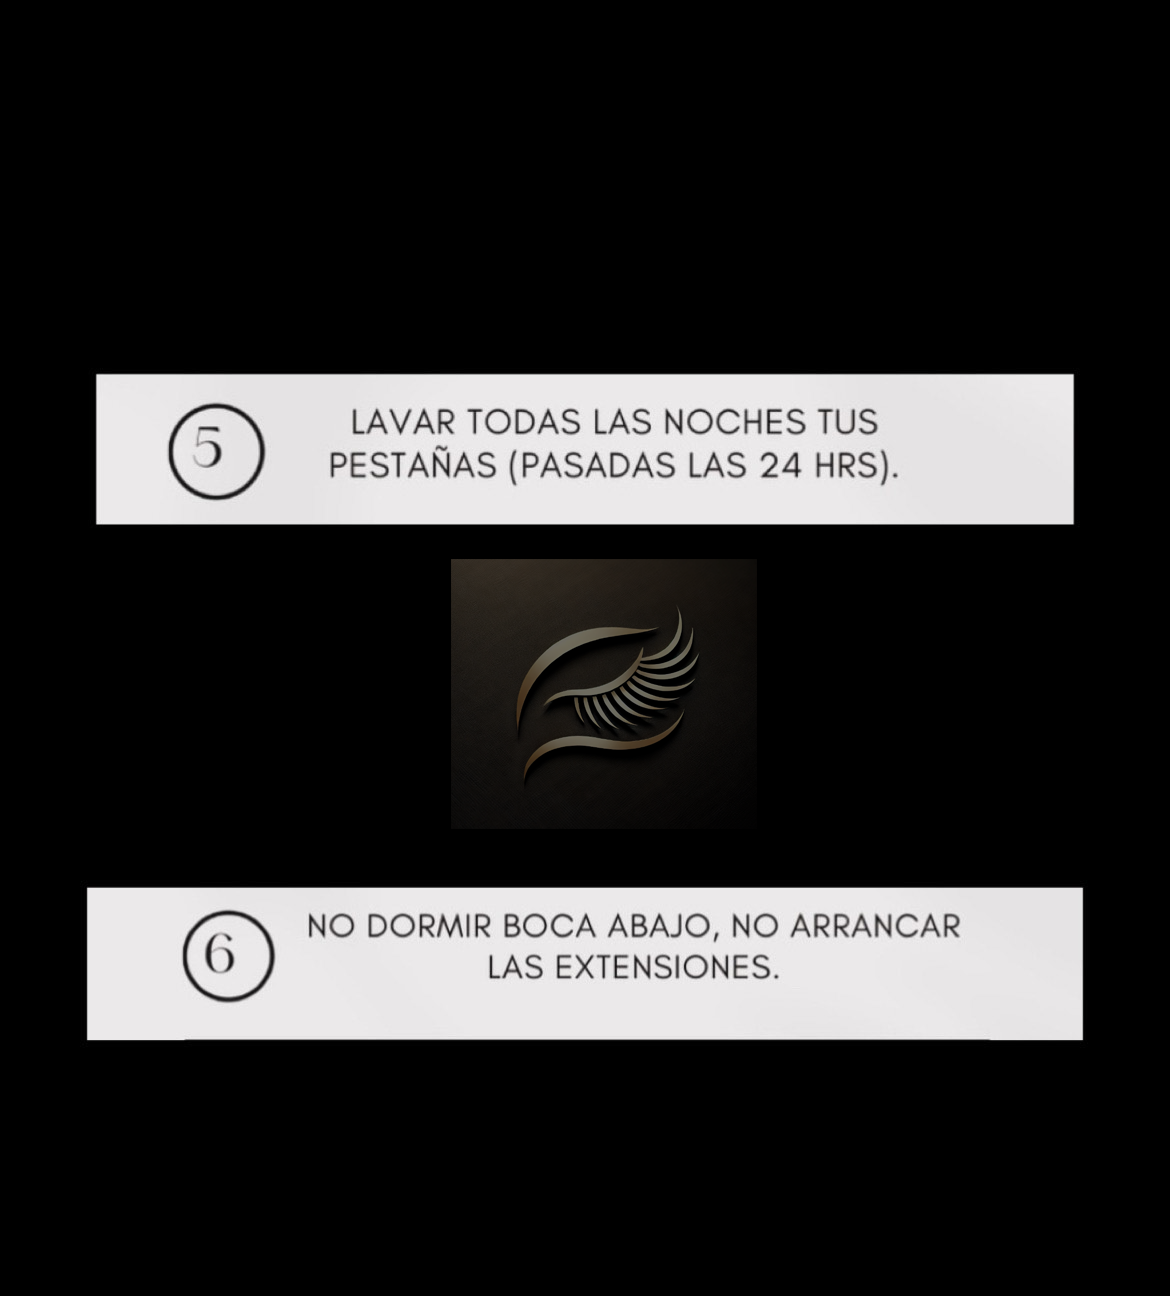 5
LAVAR TODAS LAS NOCHES TUS
PESTAÑAS (PASADAS LAS 24 HRS).
6
NO DORMIR BOCA ABAJO, NO ARRANCAR
LAS EXTENSIONES.